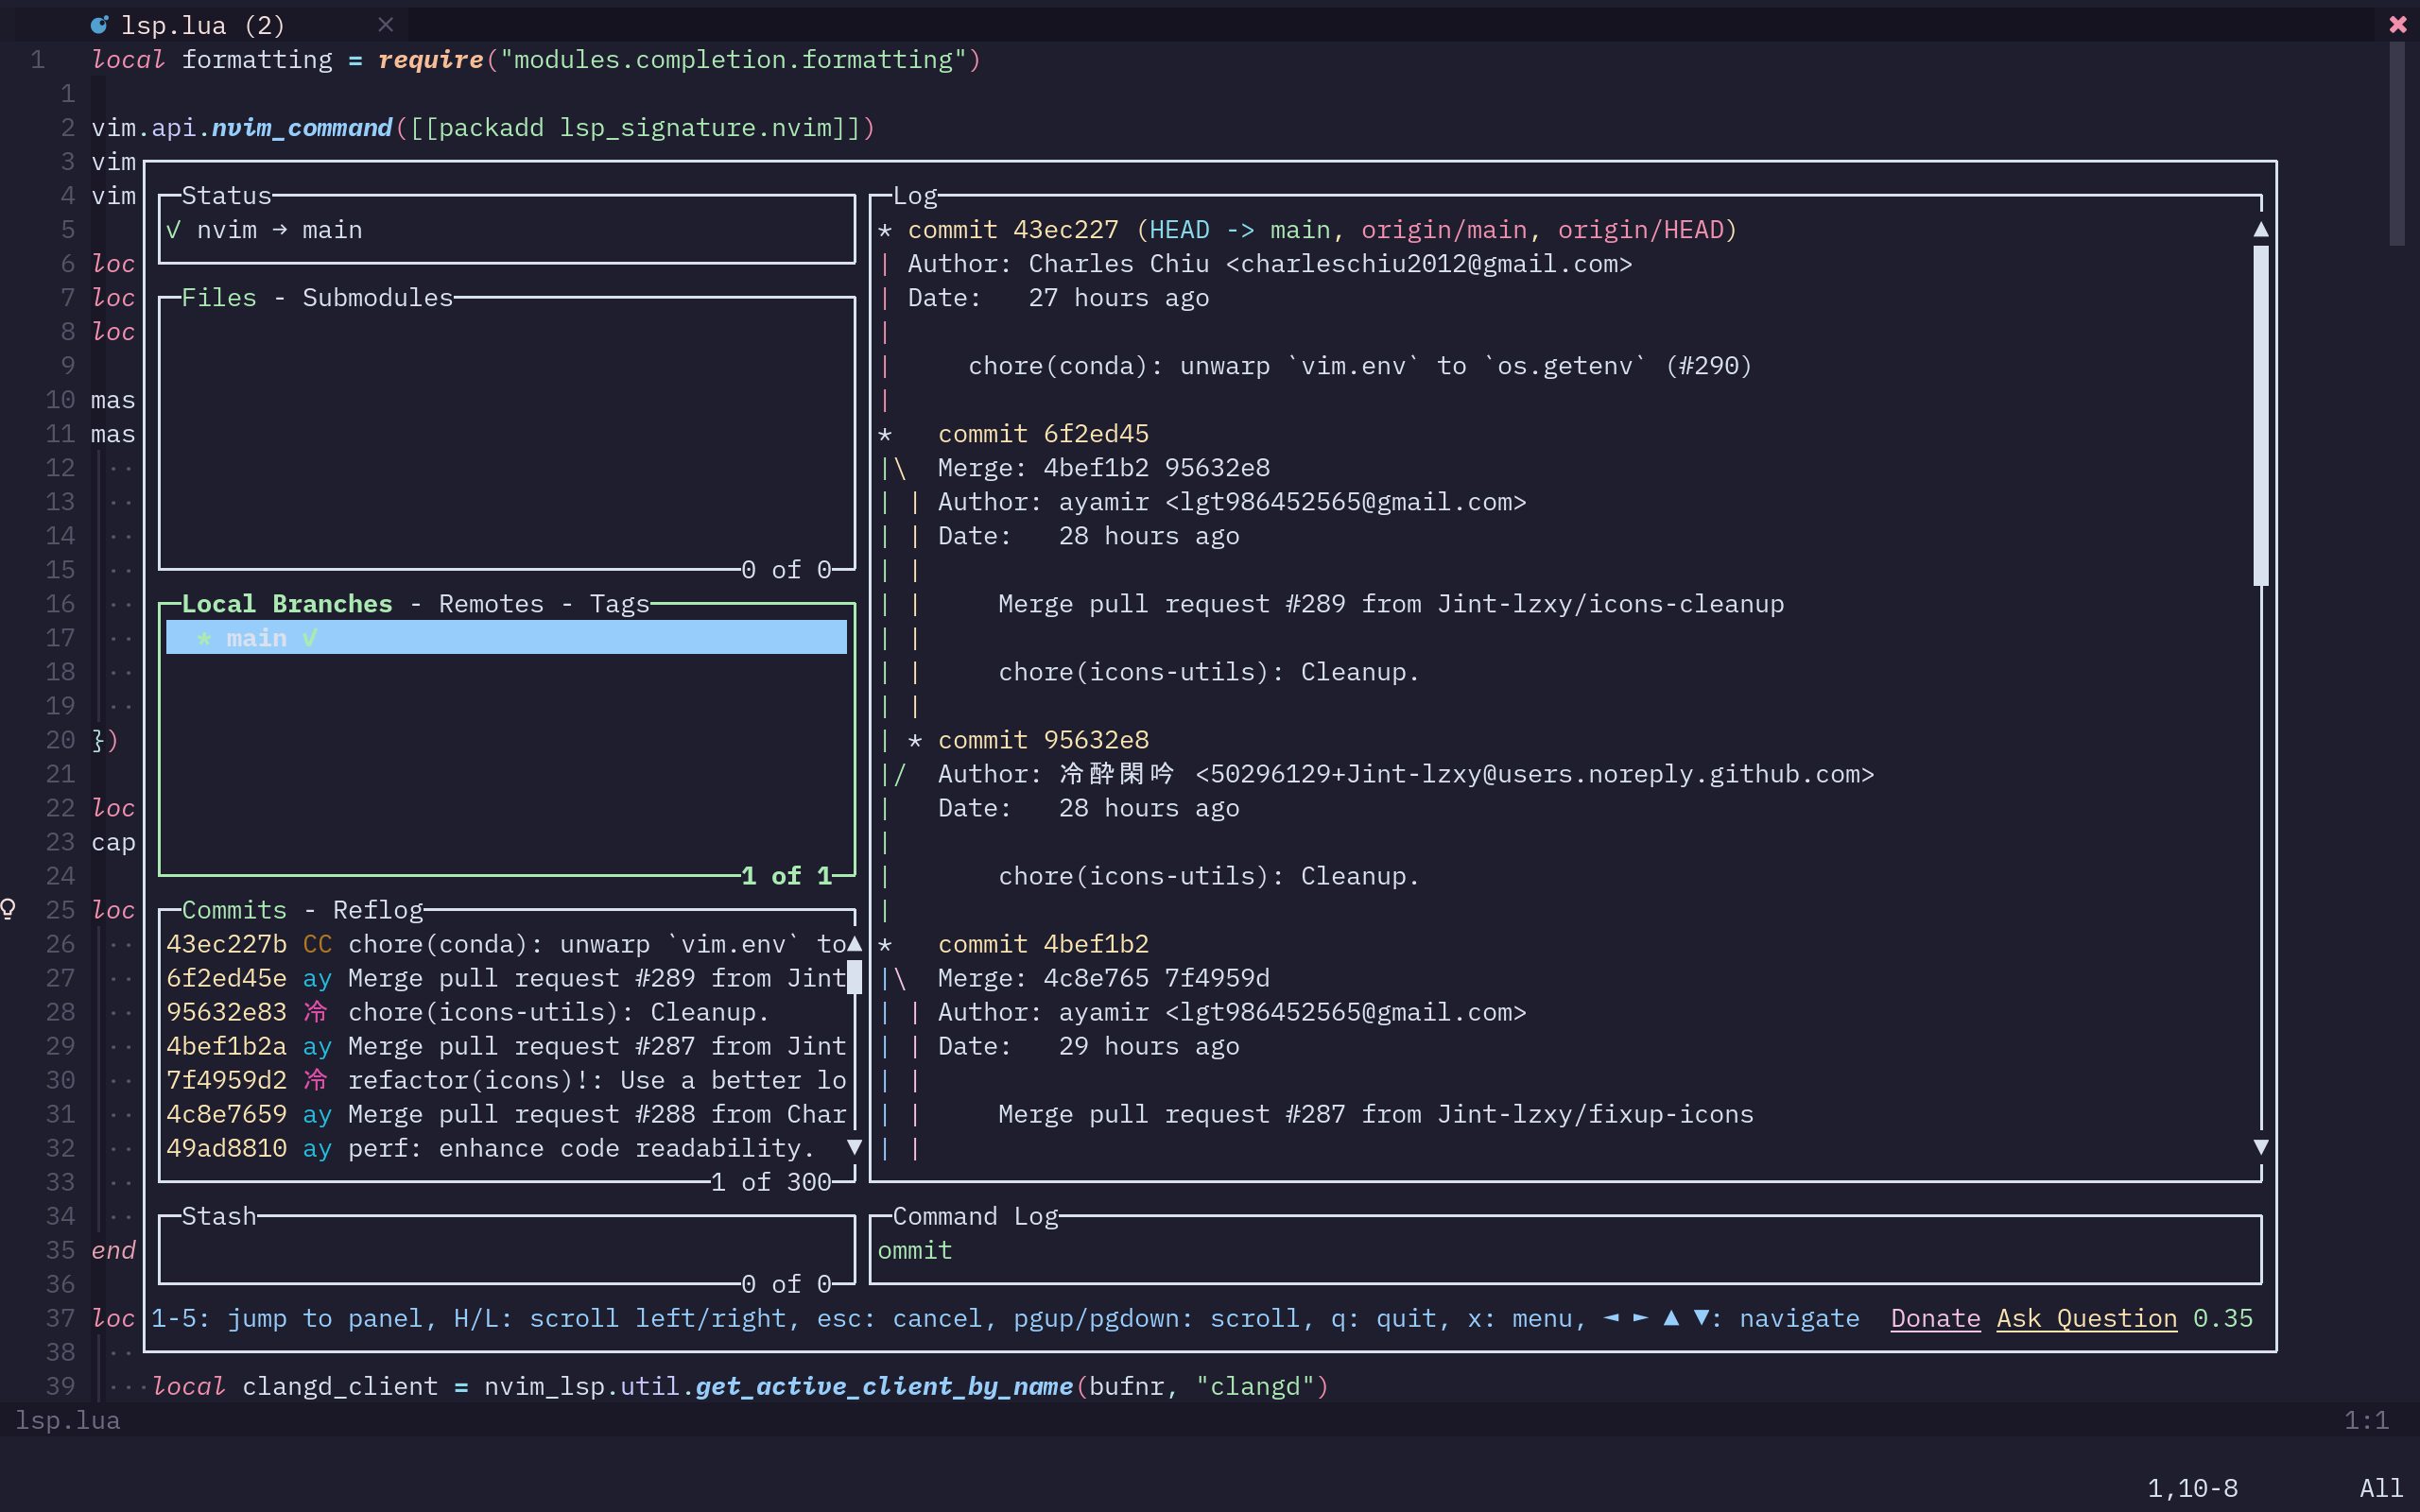 lsp.lua (2)
1 local formatting = require("modules.completion.formatting")
1
2 vim.api.nvim_command([[packadd lsp_signature.nvim]])
3 vim
4 vim
5
6 loc
7 loc
8 loc
9
10 mas
11 mas
12 ··
13 ··
14 ··
15 ··
16 ··
17 ··
18 ··
19 ··
20 })
21
22 loc
23 cap
24
25 loc
26 ··
27 ··
28 ··
29 ··
30 ··
31 ··
32 ··
33 ··
34 ··
35 end
36
37 loc
38 ··
Status
✓ nvim → main
Files - Submodules
0 of 0
Local Branches - Remotes - Tags
* main ✓
1 of 1
Commits - Reflog
43ec227b CC chore(conda): unwarp `vim.env` to
6f2ed45e ay Merge pull request #289 from Jint
95632e83 冷 chore(icons-utils): Cleanup.
4bef1b2a ay Merge pull request #287 from Jint
7f4959d2 冷 refactor(icons)!: Use a better lo
4c8e7659 ay Merge pull request #288 from Char
49ad8810 ay perf: enhance code readability.
1 of 300
Stash
0 of 0
Log
* commit 43ec227 (HEAD -> main, origin/main, origin/HEAD)
| Author: Charles Chiu <charleschiu2012@gmail.com>
| Date:   27 hours ago
|
|     chore(conda): unwarp `vim.env` to `os.getenv` (#290)
|
*   commit 6f2ed45
|\  Merge: 4bef1b2 95632e8
| | Author: ayamir <lgt986452565@gmail.com>
| | Date:   28 hours ago
| |
| |     Merge pull request #289 from Jint-lzxy/icons-cleanup
| |
| |     chore(icons-utils): Cleanup.
| |
| * commit 95632e8
|/  Author: 冷酔閑吟 <50296129+Jint-lzxy@users.noreply.github.com>
|   Date:   28 hours ago
|
|       chore(icons-utils): Cleanup.
|
*   commit 4bef1b2
|\  Merge: 4c8e765 7f4959d
| | Author: ayamir <lgt986452565@gmail.com>
| | Date:   29 hours ago
| |
| |     Merge pull request #287 from Jint-lzxy/fixup-icons
| |
Command Log
ommit
1-5: jump to panel, H/L: scroll left/right, esc: cancel, pgup/pgdown: scroll, q: quit, x: menu, ◄ ► ▲ ▼: navigate  Donate Ask Question 0.35
39 ···local clangd_client = nvim_lsp.util.get_active_client_by_name(bufnr, "clangd")
lsp.lua 1:1
1,10-8 All